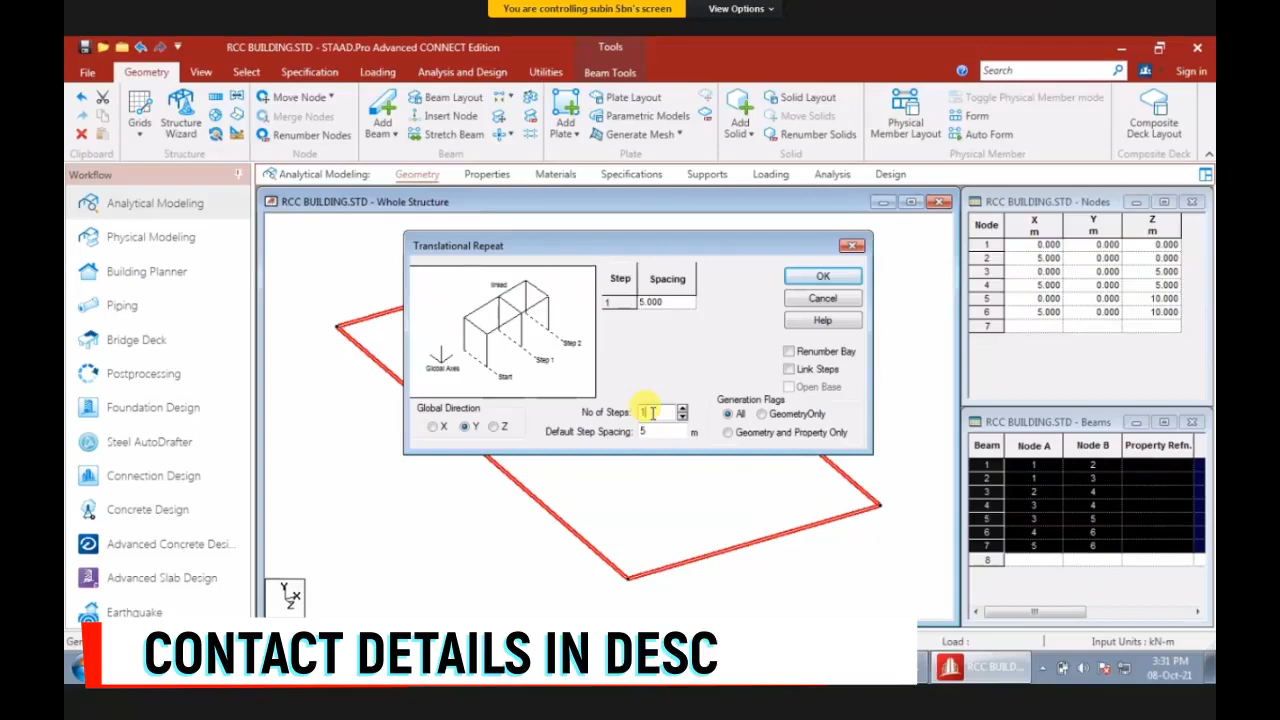 You are controlling subin Sbn's screen
View Options
RCC BUILDING.STD - STAAD.Pro Advanced CONNECT Edition
Tools
File
Geometry
View
Select
Specification
Loading
Analysis and Design
Utilities
Beam Tools
Search
Sign in
Grids
Structure Wizard
Move Node
Merge Nodes
Renumber Nodes
Add Beam
Beam Layout
Insert Node
Stretch Beam
Add Plate
Plate Layout
Parametric Models
Generate Mesh
Add Solid
Solid Layout
Move Solids
Renumber Solids
Physical Member Layout
Toggle Physical Member mode
Form
Auto Form
Composite Deck Layout
Clipboard
Structure
Node
Beam
Plate
Solid
Physical Member
Composite Deck
Workflow
Analytical Modeling:
Geometry
Properties
Materials
Specifications
Supports
Loading
Analysis
Design
Analytical Modeling
Physical Modeling
Building Planner
Piping
Bridge Deck
Postprocessing
Foundation Design
Steel AutoDrafter
Connection Design
Concrete Design
Advanced Concrete Desi...
Advanced Slab Design
Earthquake
RCC BUILDING.STD - Whole Structure
Translational Repeat
thread
Step 2
Step 1
Start
Global Axes
Step Spacing
1 5.000
OK
Cancel
Help
Renumber Bay
Link Steps
Open Base
Global Direction
X Y Z
No of Steps: 1
Default Step Spacing: 5 m
Generation Flags
All
GeometryOnly
Geometry and Property Only
Y
X
Z
RCC BUILDING.STD - Nodes
Node X m Y m Z m
1 0.000 0.000 0.000
2 5.000 0.000 0.000
3 0.000 0.000 5.000
4 5.000 0.000 5.000
5 0.000 0.000 10.000
6 5.000 0.000 10.000
7
RCC BUILDING.STD - Beams
Beam Node A Node B Property Refn.
1 1 2
2 1 3
3 2 4
4 3 4
5 3 5
6 4 6
7 5 6
8
Load :
Input Units : kN-m
CONTACT DETAILS IN DESC
RCC BUILD...
3:31 PM
08-Oct-21